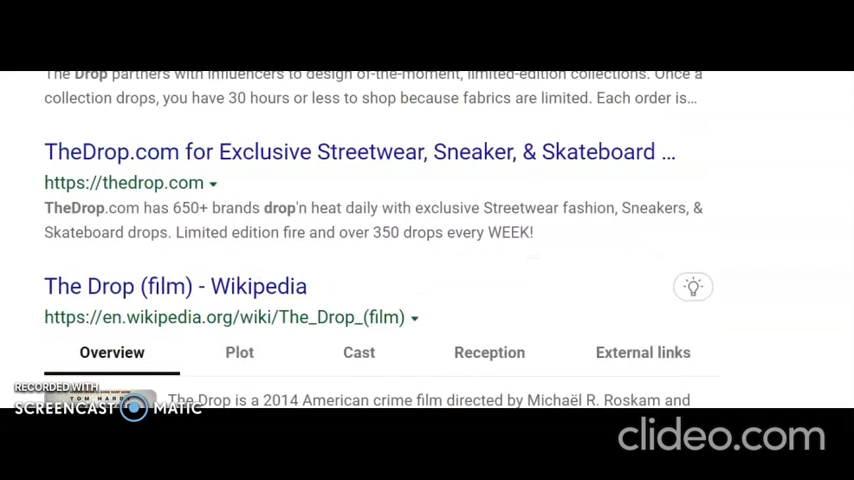 The Drop partners with influencers to design of-the-moment, limited-edition collections. Once a
collection drops, you have 30 hours or less to shop because fabrics are limited. Each order is...
TheDrop.com for Exclusive Streetwear, Sneaker, & Skateboard ...
https://thedrop.com
TheDrop.com has 650+ brands drop'n heat daily with exclusive Streetwear fashion, Sneakers, &
Skateboard drops. Limited edition fire and over 350 drops every WEEK!
The Drop (film) - Wikipedia
https://en.wikipedia.org/wiki/The_Drop_(film)
Overview Plot Cast Reception External links
RECORDED WITH
TOM HARDY
The Drop is a 2014 American crime film directed by Michaël R. Roskam and
SCREENCAST MATIC
clideo.com